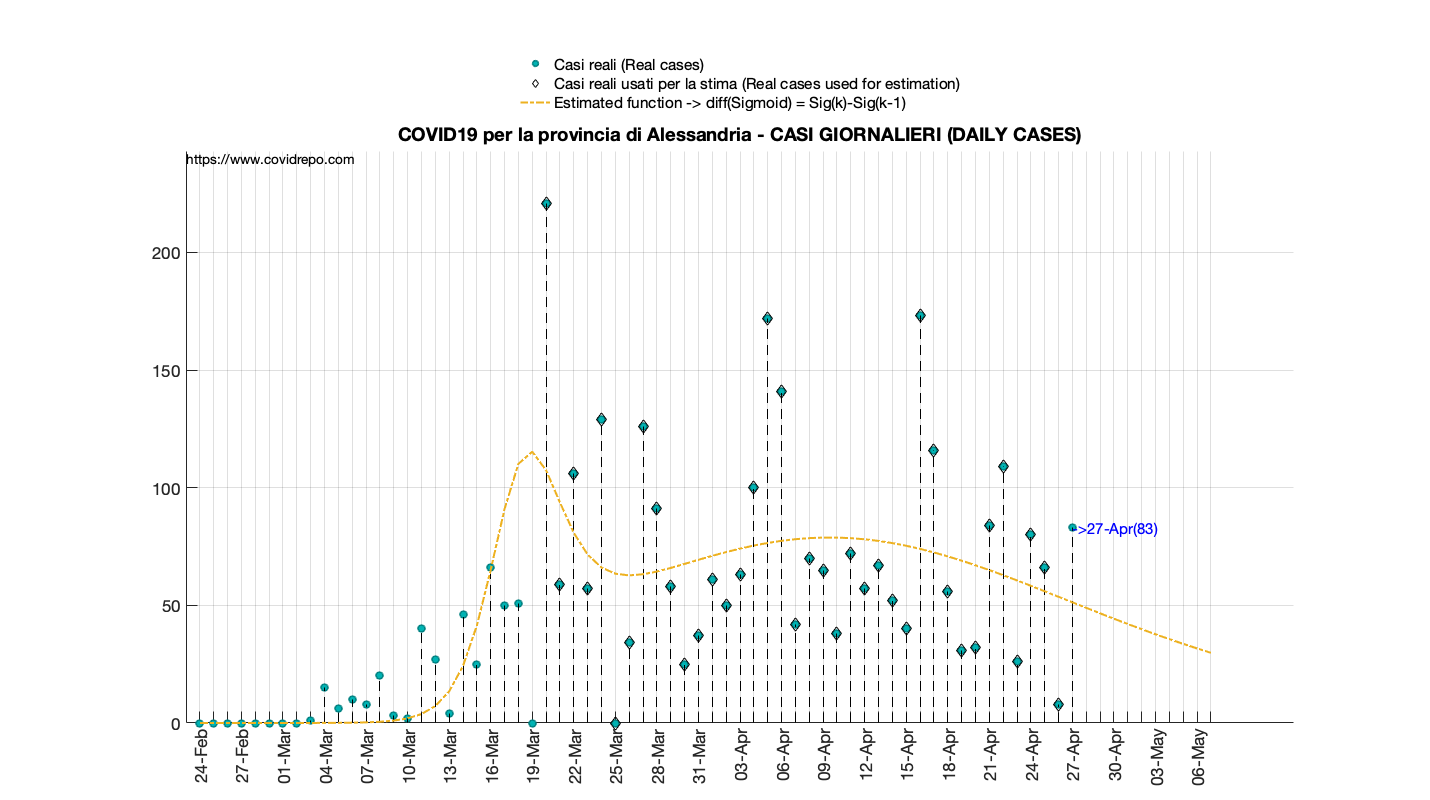 Casi reali (Real cases)
Casi reali usati per la stima (Real cases used for estimation)
Estimated function -> diff(Sigmoid) = Sig(k)-Sig(k-1)
COVID19 per la provincia di Alessandria - CASI GIORNALIERI (DAILY CASES)
https://www.covidrepo.com
200
150
100
50
0
->27-Apr(83)
24-Feb
27-Feb
01-Mar
04-Mar
07-Mar
10-Mar
13-Mar
16-Mar
19-Mar
22-Mar
25-Mar
28-Mar
31-Mar
03-Apr
06-Apr
09-Apr
12-Apr
15-Apr
18-Apr
21-Apr
24-Apr
27-Apr
30-Apr
03-May
06-May